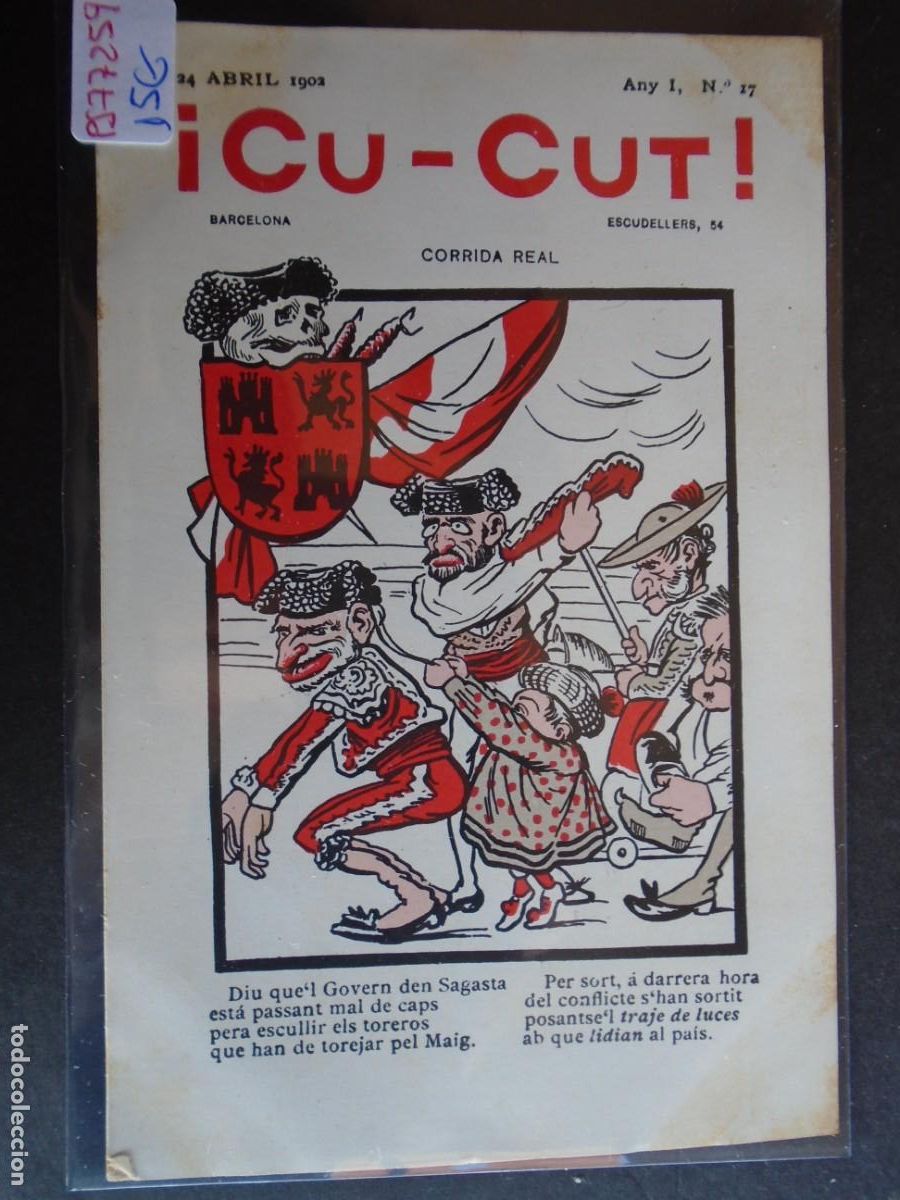 PS277259
15€
24 ABRIL 1902
Any I, N.º 17
¡CU-CUT!
BARCELONA
ESCUDELLERS, 54
CORRIDA REAL
Diu que'l Govern den Sagasta
está passant mal de caps
pera escullir els toreros
que han de torejar pel Maig.
Per sort, á darrera hora
del conflicte s'han sortit
posantse'l traje de luces
ab que lidian al país.
todocoleccion